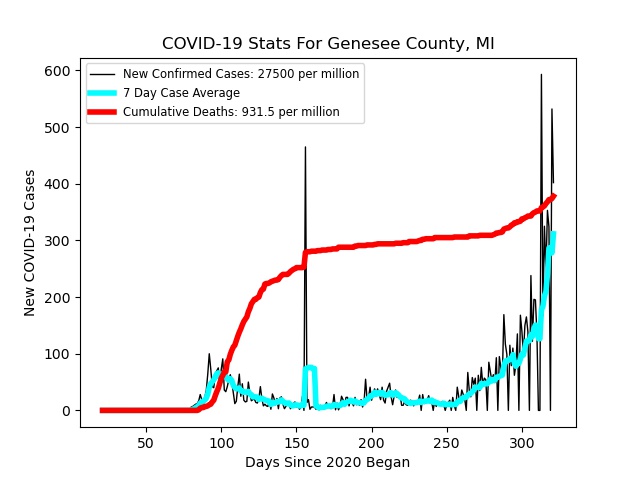 COVID-19 Stats For Genesee County, MI
New Confirmed Cases: 27500 per million
7 Day Case Average
Cumulative Deaths: 931.5 per million
New COVID-19 Cases
600
500
400
300
200
100
0
50 100 150 200 250 300
Days Since 2020 Began